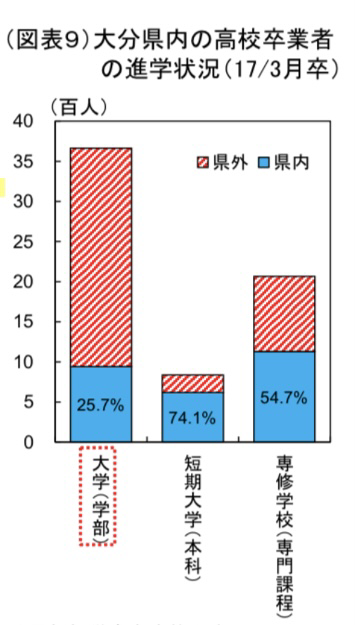 (図表9)大分県内の高校卒業者
の進学状況(17/3月卒)
(百人)
40
35
30
25
20
15
10
5
0
県外 県内
25.7%
74.1%
54.7%
大学(学部)
短期大学(本科)
専修学校(専門課程)